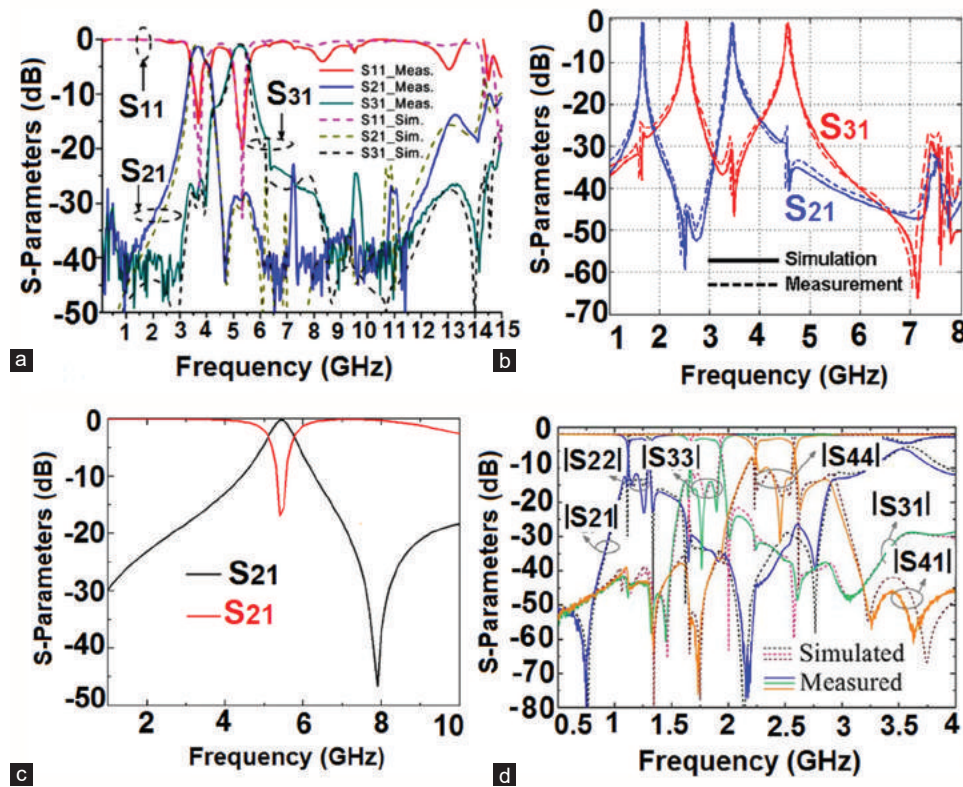 S-Parameters (dB)
0
-10
-20
-30
-40
-50
S11
S21
S31
S11_Meas.
S21_Meas.
S31_Meas.
S11_Sim.
S21_Sim.
S31_Sim.
1 2 3 4 5 6 7 8 9 10 11 12 13 14 15
Frequency (GHz)
a
S-Parameters (dB)
0
-10
-20
-30
-40
-50
-60
-70
S31
S21
Simulation
Measurement
1 2 3 4 5 6 7 8
Frequency (GHz)
b
S-Parameters (dB)
0
-10
-20
-30
-40
-50
S21
S21
2 4 6 8 10
Frequency (GHz)
c
S-Parameters (dB)
0
-10
-20
-30
-40
-50
-60
-70
-80
|S22| |S33| |S44|
|S21|
|S31|
|S41|
Simulated
Measured
0.5 1 1.5 2 2.5 3 3.5 4
Frequency (GHz)
d